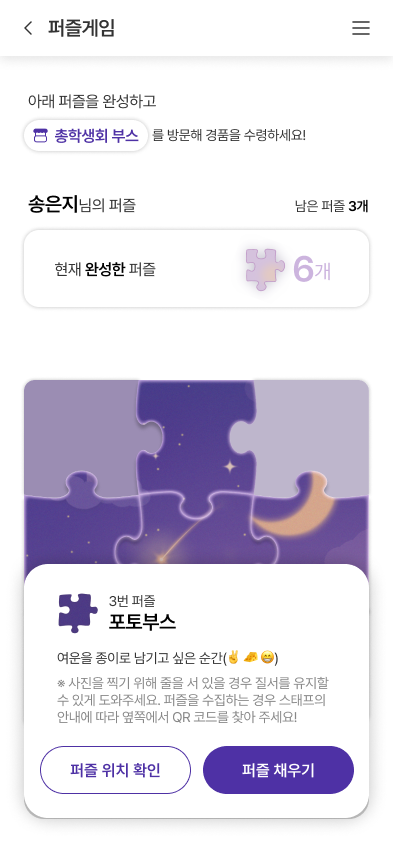 퍼즐게임
아래 퍼즐을 완성하고
총학생회 부스 를 방문해 경품을 수령하세요!
송은지님의 퍼즐 남은 퍼즐 3개
현재 완성한 퍼즐 6개
3번 퍼즐
포토부스
여운을 종이로 남기고 싶은 순간(✌️🧀😁)
※ 사진을 찍기 위해 줄을 서 있을 경우 질서를 유지할
수 있게 도와주세요. 퍼즐을 수집하는 경우 스태프의
안내에 따라 옆쪽에서 QR 코드를 찾아 주세요!
퍼즐 위치 확인 퍼즐 채우기